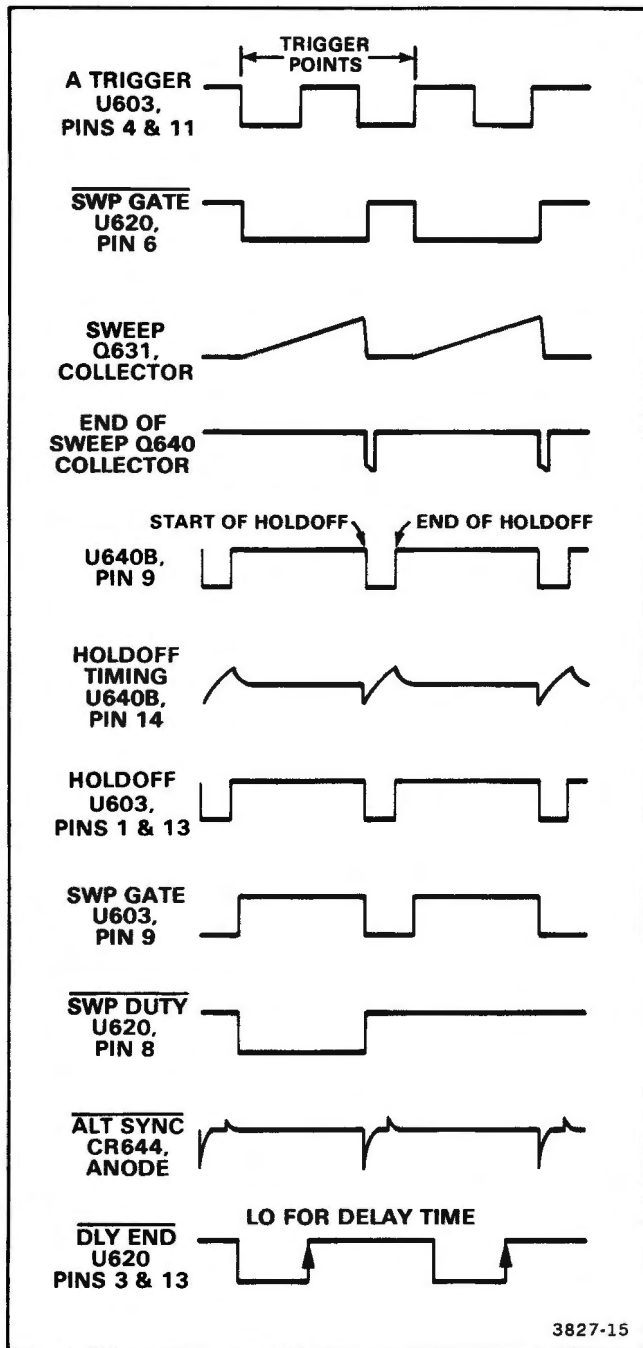 TRIGGER
POINTS
A TRIGGER
U603,
PINS 4 & 11
SWP GATE
U620,
PIN 6
SWEEP
Q631,
COLLECTOR
END OF
SWEEP Q640
COLLECTOR
START OF HOLDOFF
END OF HOLDOFF
U640B,
PIN 9
HOLDOFF
TIMING
U640B,
PIN 14
HOLDOFF
U603,
PINS 1 & 13
SWP GATE
U603,
PIN 9
SWP DUTY
U620,
PIN 8
ALT SYNC
CR644,
ANODE
LO FOR DELAY TIME
DLY END
U620
PINS 3 & 13
3827-15